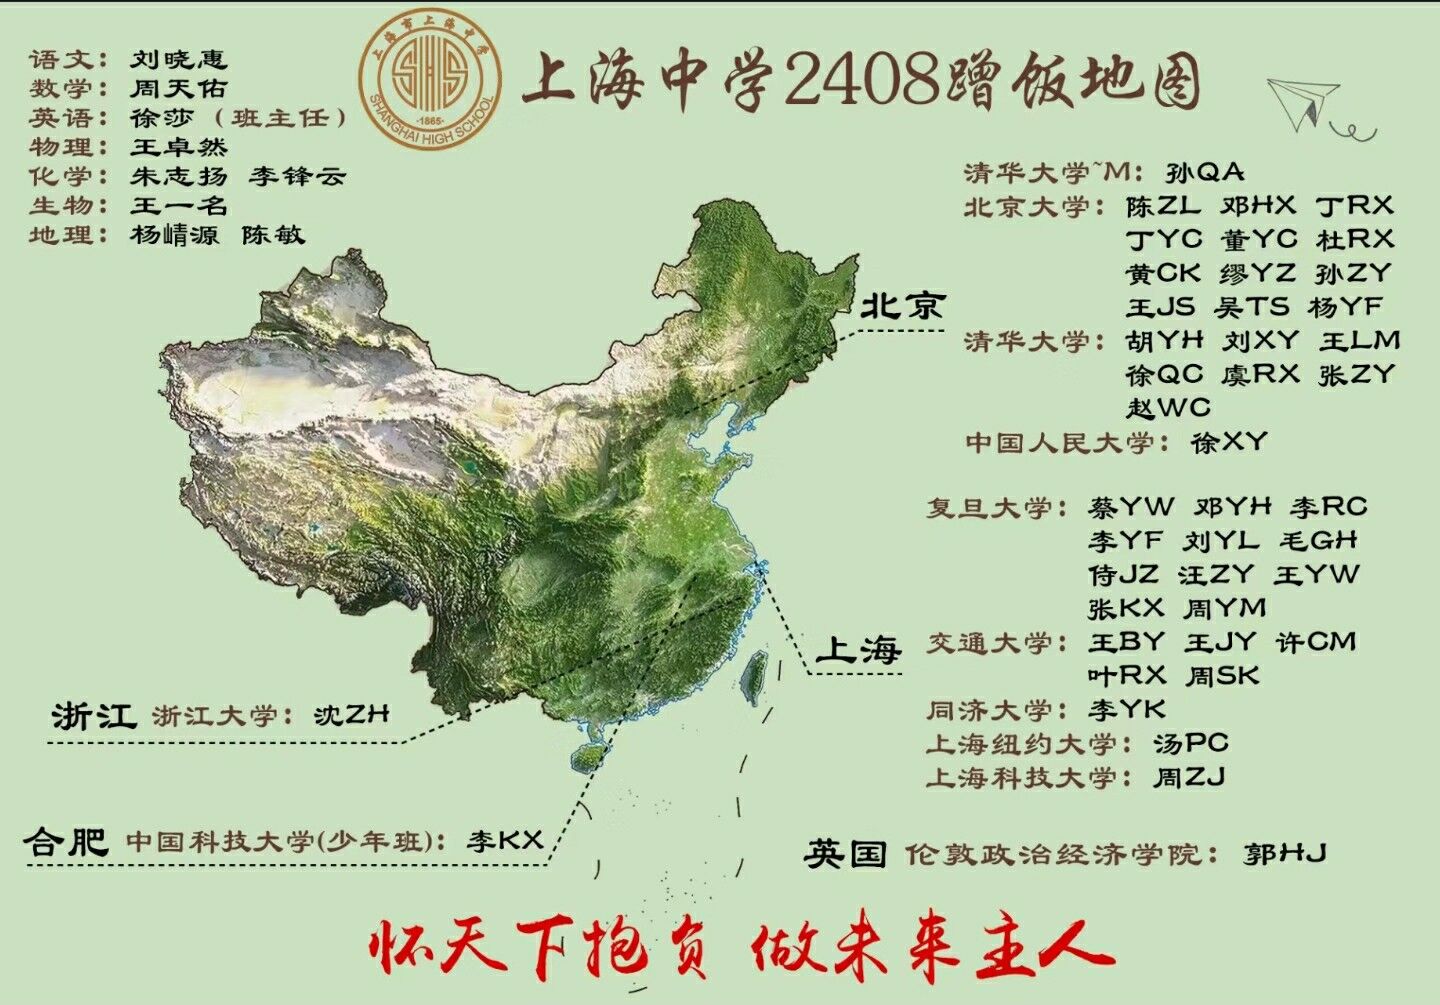 语文：刘晓惠
数学：周天佑
英语：徐莎（班主任）
物理：王卓然
化学：朱志扬 李锋云
生物：王一名
地理：杨崝源 陈敏
上海市上海中学
·1865·
SHANGHAI HIGH SCHOOL
上海中学2408蹭饭地图
北京
清华大学~M：孙QA
北京大学：陈ZL 邓HX 丁RX
丁YC 董YC 杜RX
黄CK 缪YZ 孙ZY
王JS 吴TS 杨YF
清华大学：胡YH 刘XY 王LM
徐QC 虞RX 张ZY
赵WC
中国人民大学：徐XY
上海
复旦大学：蔡YW 邓YH 李RC
李YF 刘YL 毛GH
侍JZ 汪ZY 王YW
张KX 周YM
交通大学：王BY 王JY 许CM
叶RX 周SK
同济大学：李YK
上海纽约大学：汤PC
上海科技大学：周ZJ
浙江 浙江大学：沈ZH
合肥 中国科技大学(少年班)：李KX
英国 伦敦政治经济学院：郭HJ
怀天下抱负 做未来主人